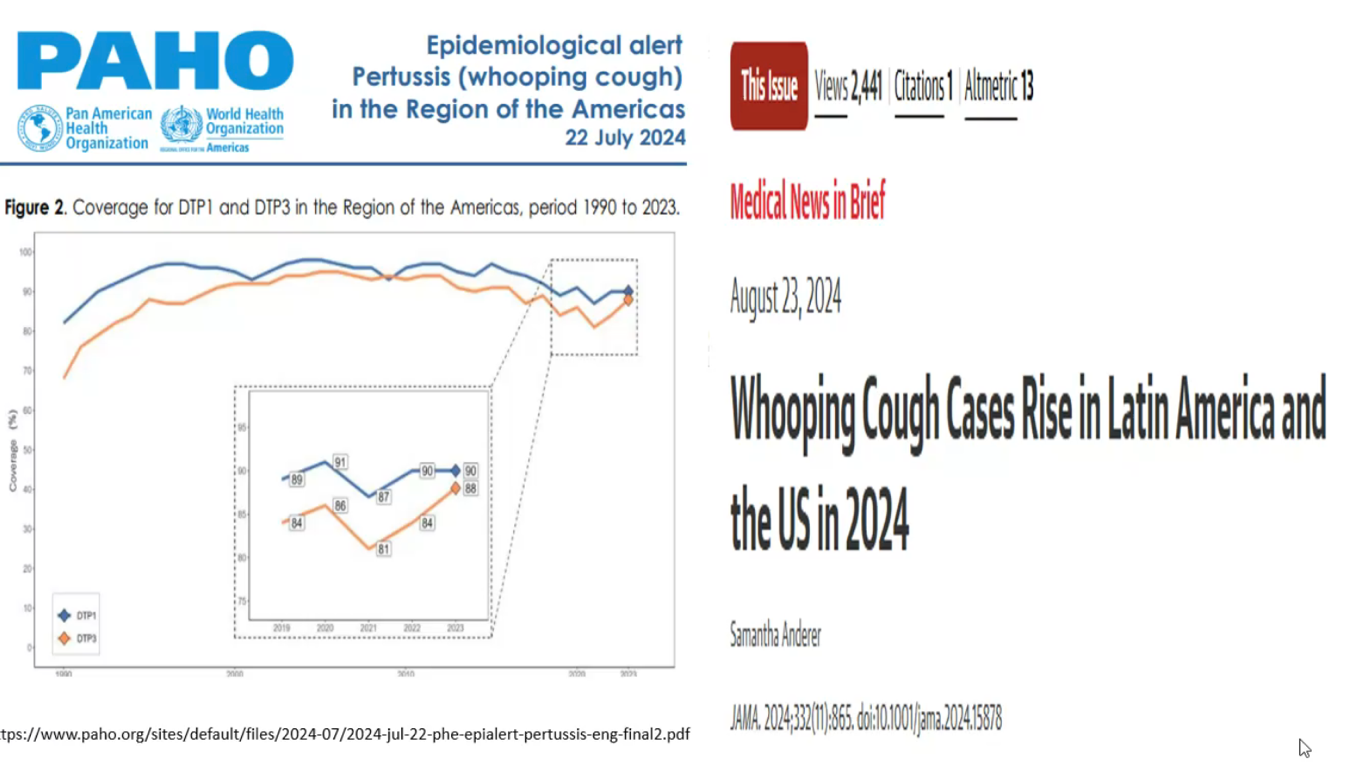 PAHO
Pan American
Health
Organization
World Health
Organization
Americas
Epidemiological alert
Pertussis (whooping cough)
in the Region of the Americas
22 July 2024
Figure 2. Coverage for DTP1 and DTP3 in the Region of the Americas, period 1990 to 2023.
Coverage (%)
100
90
80
70
60
50
40
30
20
10
0
95
90
85
80
75
89
91
87
90
90
84
86
81
84
88
2019
2020
2021
2022
2023
DTP1
DTP3
1990
2000
2010
2020
2023
ttps://www.paho.org/sites/default/files/2024-07/2024-jul-22-phe-epialert-pertussis-eng-final2.pdf
This Issue
Views 2,441 | Citations 1 | Altmetric 13
Medical News in Brief
August 23, 2024
Whooping Cough Cases Rise in Latin America and
the US in 2024
Samantha Anderer
JAMA. 2024;332(11):865. doi:10.1001/jama.2024.15878